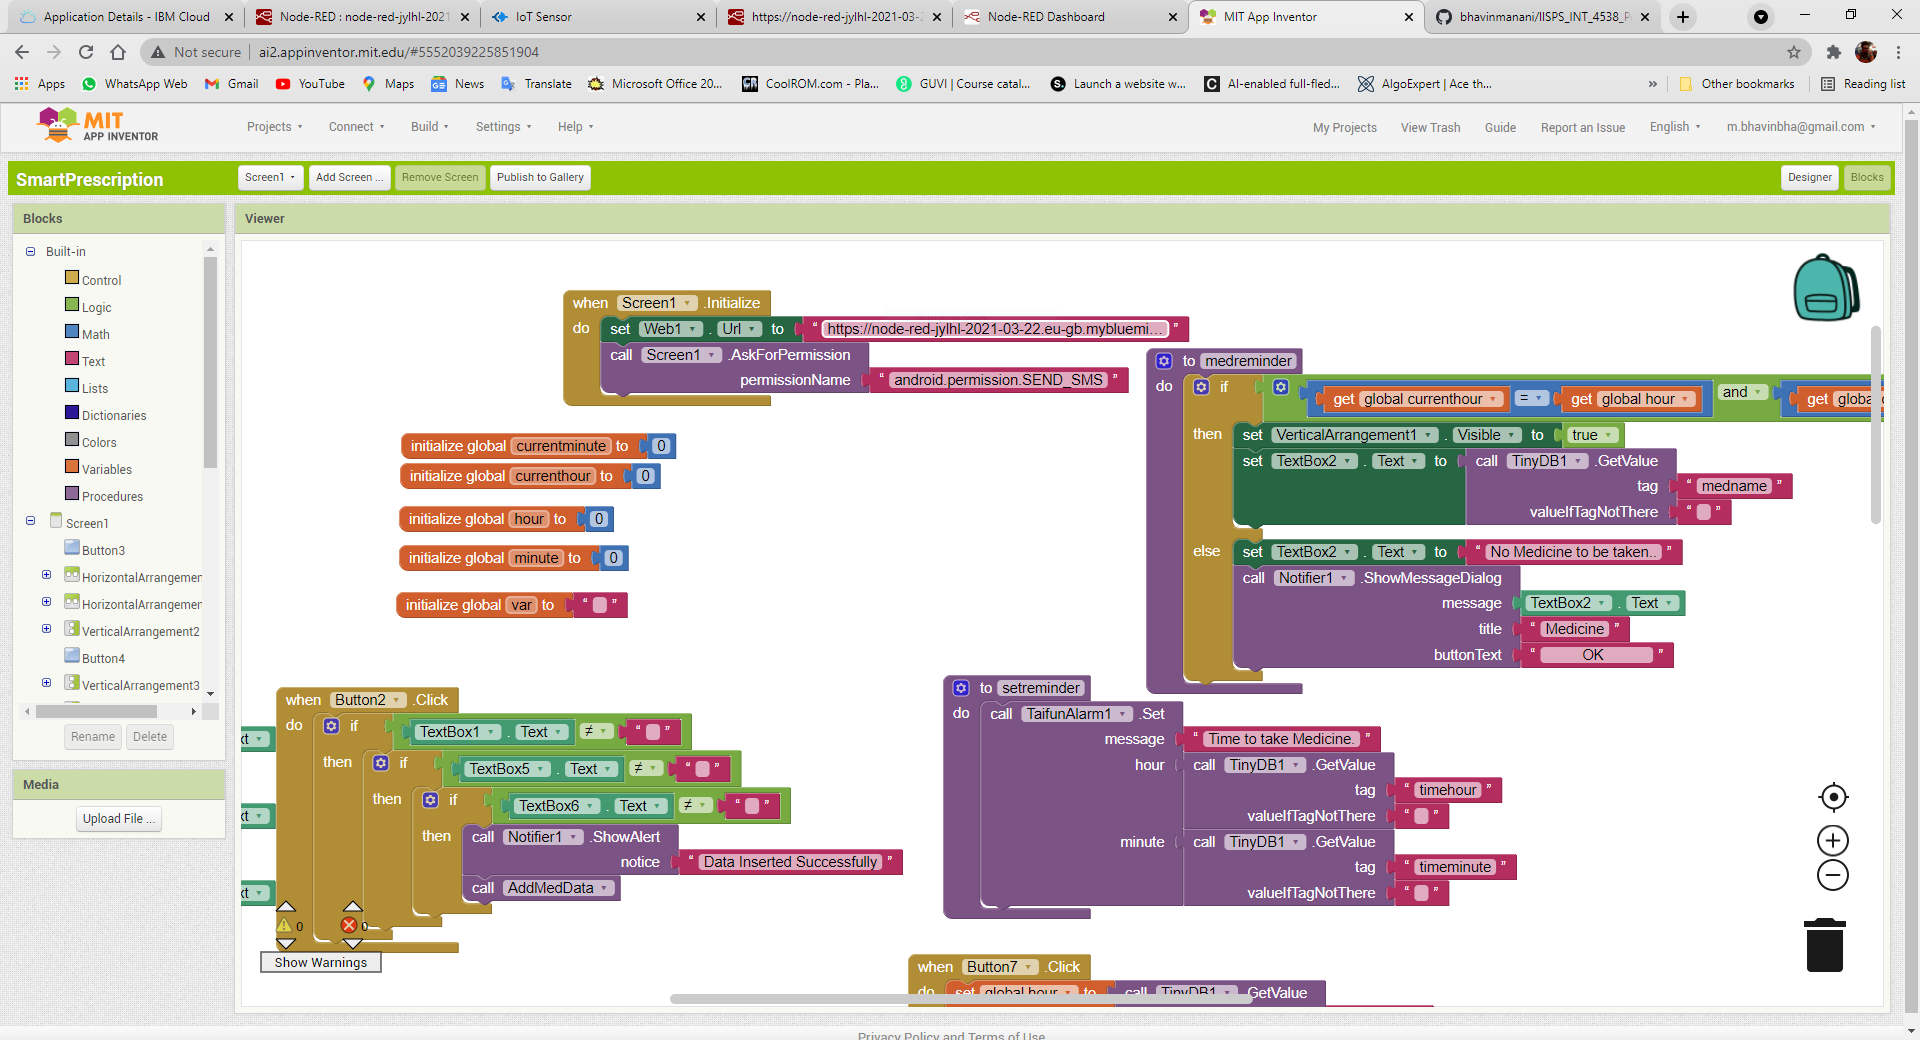 Application Details - IBM Cloud
Node-RED : node-red-jylhl-2021
IoT Sensor
https://node-red-jylhl-2021-03-2
Node-RED Dashboard
MIT App Inventor
bhavinmanani/IISPS_INT_4538_P
Not secure | ai2.appinventor.mit.edu/#5552039225851904
Apps WhatsApp Web Gmail YouTube Maps News Translate Microsoft Office 20... CoolROM.com - Pla... GUVI | Course catal... Launch a website w... AI-enabled full-fled... AlgoExpert | Ace th... » Other bookmarks Reading list
MIT
APP INVENTOR
Projects Connect Build Settings Help My Projects View Trash Guide Report an Issue English m.bhavinbha@gmail.com
SmartPrescription Screen1 Add Screen ... Remove Screen Publish to Gallery Designer Blocks
Blocks
Built-in
Control
Logic
Math
Text
Lists
Dictionaries
Colors
Variables
Procedures
Screen1
Button3
HorizontalArrangemen
HorizontalArrangemen
VerticalArrangement2
Button4
VerticalArrangement3
Rename Delete
Media
Upload File ...
Viewer
when Screen1 .Initialize
do set Web1 . Url to " https://node-red-jylhl-2021-03-22.eu-gb.mybluemi... "
call Screen1 .AskForPermission
permissionName " android.permission.SEND_SMS "
initialize global currentminute to 0
initialize global currenthour to 0
initialize global hour to 0
initialize global minute to 0
initialize global var to " "
to medreminder
do if get global currenthour = get global hour and get globa
then set VerticalArrangement1 . Visible to true
set TextBox2 . Text to call TinyDB1 .GetValue
tag " medname "
valueIfTagNotThere " "
else set TextBox2 . Text to " No Medicine to be taken.. "
call Notifier1 .ShowMessageDialog
message TextBox2 . Text
title " Medicine "
buttonText " OK "
when Button2 .Click
do if TextBox1 . Text ≠ " "
then if TextBox5 . Text ≠ " "
then if TextBox6 . Text ≠ " "
then call Notifier1 .ShowAlert
notice " Data Inserted Successfully "
call AddMedData
xt
xt
xt
0 0
Show Warnings
to setreminder
do call TaifunAlarm1 .Set
message " Time to take Medicine. "
hour call TinyDB1 .GetValue
tag " timehour "
valueIfTagNotThere " "
minute call TinyDB1 .GetValue
tag " timeminute "
valueIfTagNotThere " "
when Button7 .Click
do set global hour to call TinyDB1 .GetValue
Privacy Policy and Terms of Use